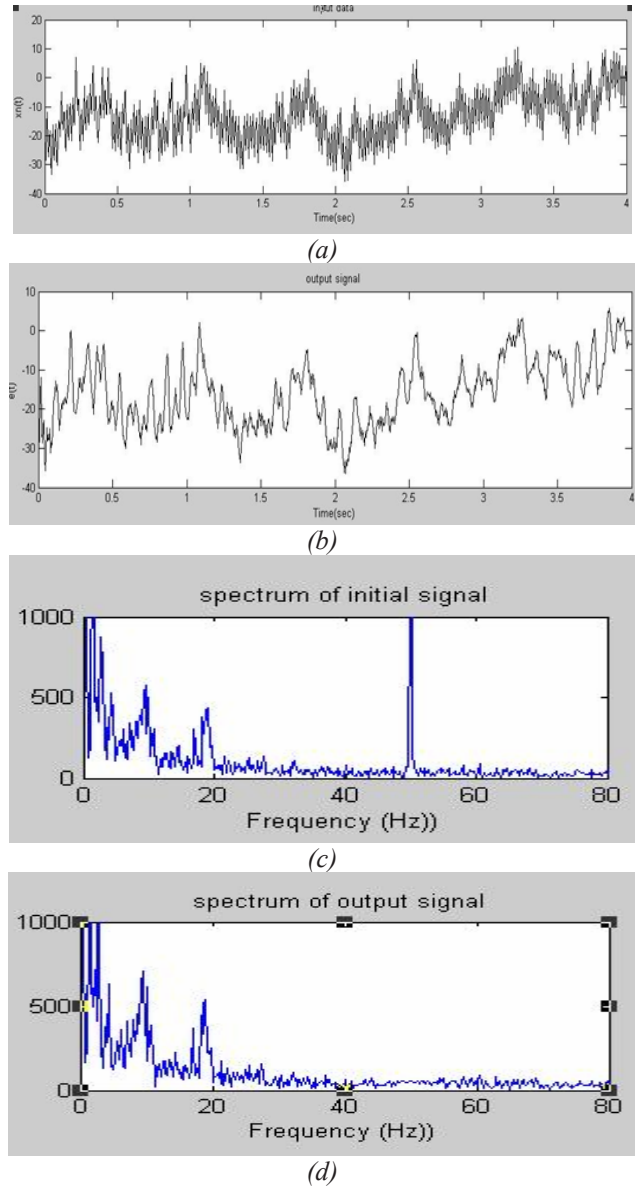 input data
20
10
0
-10
-20
-30
-40
xn(t)
0 0.5 1 1.5 2 2.5 3 3.5 4
Time(sec)
(a)
output signal
10
0
-10
-20
-30
-40
e(t)
0 0.5 1 1.5 2 2.5 3 3.5 4
Time(sec)
(b)
spectrum of initial signal
1000
500
0
0 20 40 60 80
Frequency (Hz))
(c)
spectrum of output signal
1000
500
0
0 20 40 60 80
Frequency (Hz))
(d)